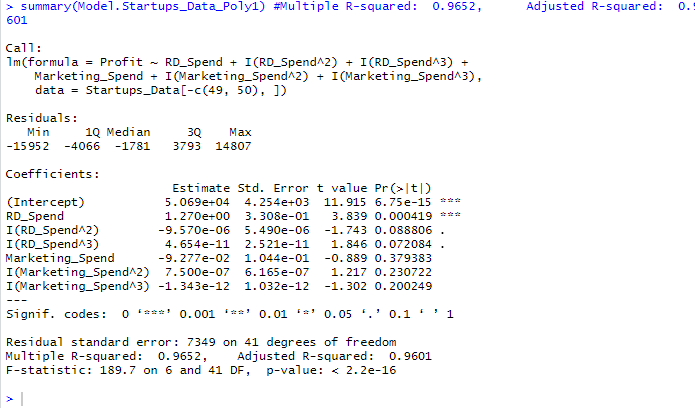 > summary(Model.Startups_Data_Poly1) #Multiple R-squared:  0.9652,      Adjusted R-squared:  0.9
601

Call:
lm(formula = Profit ~ RD_Spend + I(RD_Spend^2) + I(RD_Spend^3) +
    Marketing_Spend + I(Marketing_Spend^2) + I(Marketing_Spend^3),
    data = Startups_Data[-c(49, 50), ])

Residuals:
   Min     1Q Median     3Q    Max
-15952  -4066  -1781   3793  14807

Coefficients:
                       Estimate Std. Error t value Pr(>|t|)
(Intercept)           5.069e+04  4.254e+03  11.915 6.75e-15 ***
RD_Spend              1.270e+00  3.308e-01   3.839 0.000419 ***
I(RD_Spend^2)        -9.570e-06  5.490e-06  -1.743 0.088806 .
I(RD_Spend^3)         4.654e-11  2.521e-11   1.846 0.072084 .
Marketing_Spend      -9.277e-02  1.044e-01  -0.889 0.379383
I(Marketing_Spend^2)  7.500e-07  6.165e-07   1.217 0.230722
I(Marketing_Spend^3) -1.343e-12  1.032e-12  -1.302 0.200249
---
Signif. codes:  0 ‘***’ 0.001 ‘**’ 0.01 ‘*’ 0.05 ‘.’ 0.1 ‘ ’ 1

Residual standard error: 7349 on 41 degrees of freedom
Multiple R-squared:  0.9652,    Adjusted R-squared:  0.9601
F-statistic: 189.7 on 6 and 41 DF,  p-value: < 2.2e-16

>